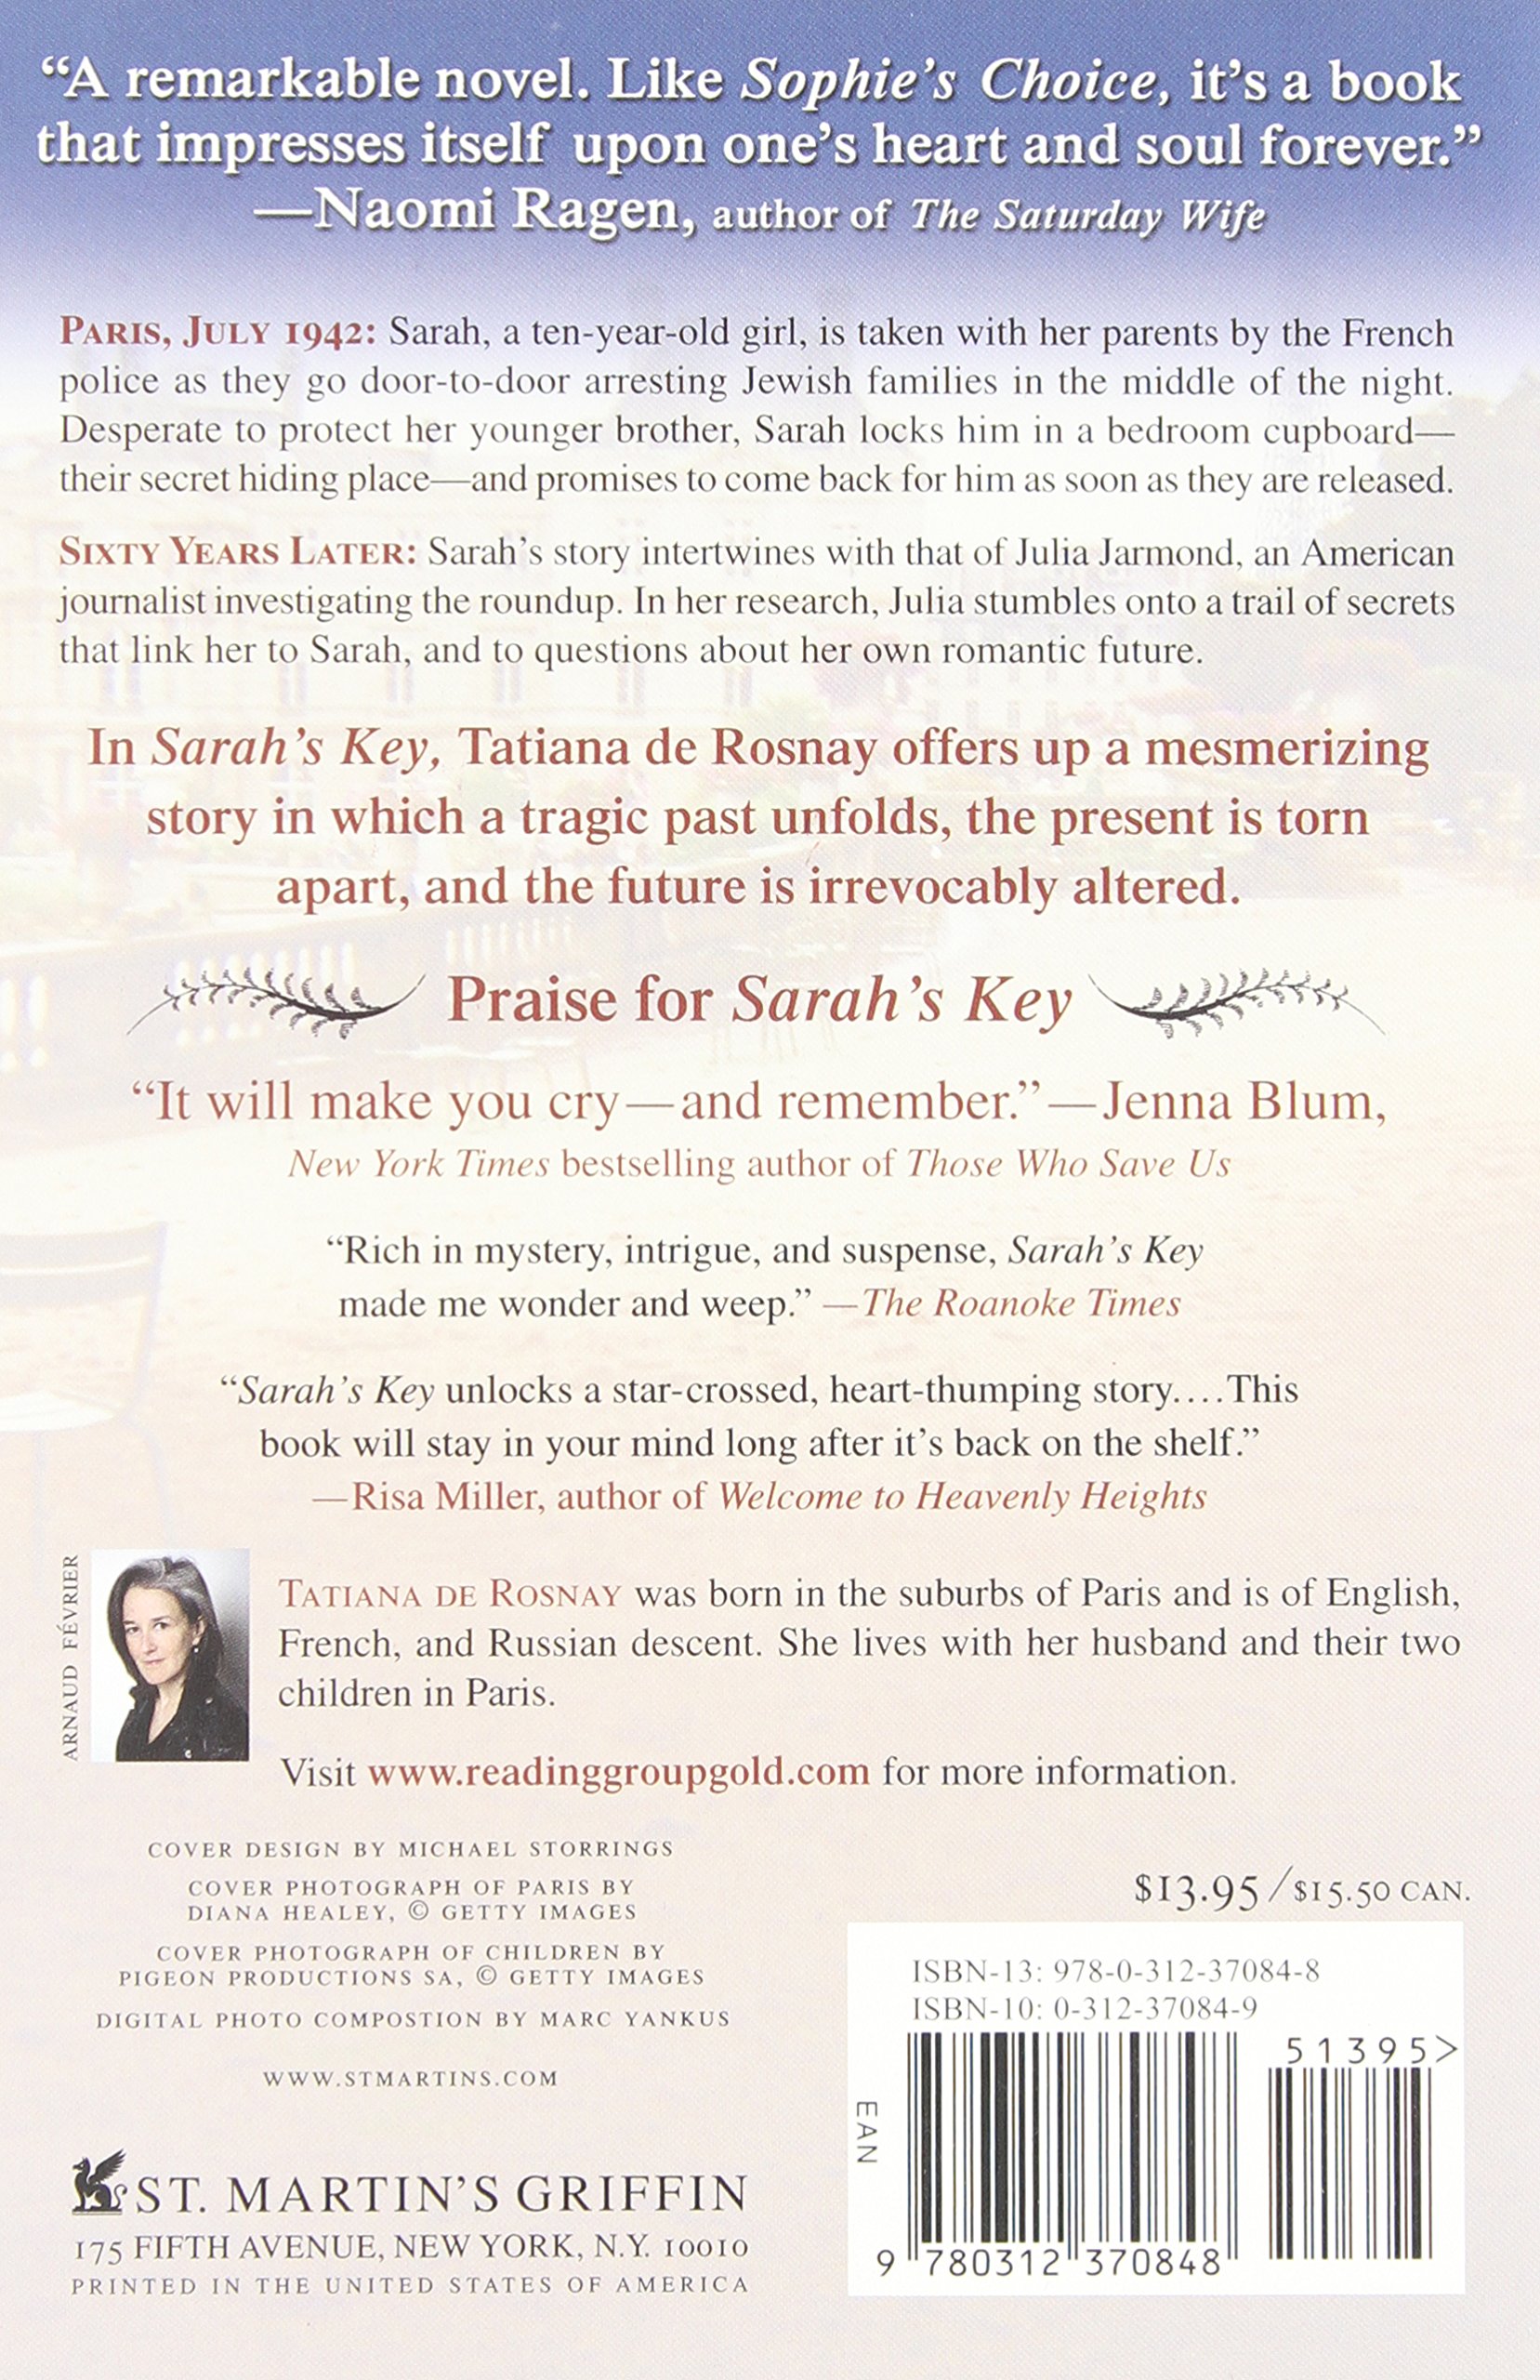 “A remarkable novel. Like Sophie’s Choice, it’s a book
that impresses itself upon one’s heart and soul forever.”
—Naomi Ragen, author of The Saturday Wife
PARIS, JULY 1942: Sarah, a ten-year-old girl, is taken with her parents by the French
police as they go door-to-door arresting Jewish families in the middle of the night.
Desperate to protect her younger brother, Sarah locks him in a bedroom cupboard—
their secret hiding place—and promises to come back for him as soon as they are released.
SIXTY YEARS LATER: Sarah’s story intertwines with that of Julia Jarmond, an American
journalist investigating the roundup. In her research, Julia stumbles onto a trail of secrets
that link her to Sarah, and to questions about her own romantic future.
In Sarah’s Key, Tatiana de Rosnay offers up a mesmerizing
story in which a tragic past unfolds, the present is torn
apart, and the future is irrevocably altered.
Praise for Sarah’s Key
“It will make you cry—and remember.”—Jenna Blum,
New York Times bestselling author of Those Who Save Us
“Rich in mystery, intrigue, and suspense, Sarah’s Key
made me wonder and weep.” —The Roanoke Times
“Sarah’s Key unlocks a star-crossed, heart-thumping story....This
book will stay in your mind long after it’s back on the shelf.”
—Risa Miller, author of Welcome to Heavenly Heights
ARNAUD FÉVRIER
TATIANA DE ROSNAY was born in the suburbs of Paris and is of English,
French, and Russian descent. She lives with her husband and their two
children in Paris.
Visit www.readinggroupgold.com for more information.
COVER DESIGN BY MICHAEL STORRINGS
COVER PHOTOGRAPH OF PARIS BY
DIANA HEALEY, © GETTY IMAGES
COVER PHOTOGRAPH OF CHILDREN BY
PIGEON PRODUCTIONS SA, © GETTY IMAGES
DIGITAL PHOTO COMPOSTION BY MARC YANKUS
WWW.STMARTINS.COM
ST. MARTIN’S GRIFFIN
175 FIFTH AVENUE, NEW YORK, N.Y. 10010
PRINTED IN THE UNITED STATES OF AMERICA
$13.95/$15.50 CAN.
ISBN-13: 978-0-312-37084-8
ISBN-10: 0-312-37084-9
51395>
EAN
9 780312 370848